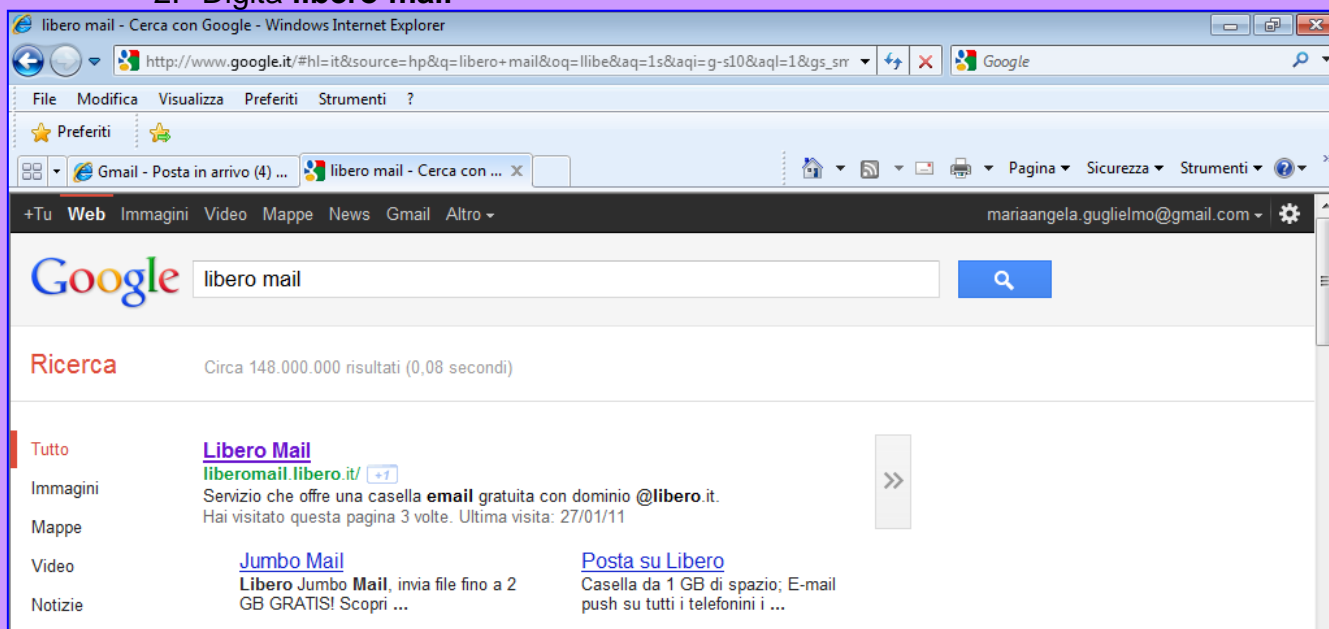 2. Digita libero mail
libero mail - Cerca con Google - Windows Internet Explorer
http://www.google.it/#hl=it&source=hp&q=libero+mail&oq=llibe&aq=1s&aqi=g-s10&aql=1&gs_sm
Google
File Modifica Visualizza Preferiti Strumenti ?
Preferiti
Gmail - Posta in arrivo (4) ... libero mail - Cerca con ... X
Pagina Sicurezza Strumenti
+Tu Web Immagini Video Mappe News Gmail Altro mariaangela.guglielmo@gmail.com
Google libero mail
Ricerca Circa 148.000.000 risultati (0,08 secondi)
Tutto
Immagini
Mappe
Video
Notizie
Libero Mail
liberomail.libero.it/ +1
Servizio che offre una casella email gratuita con dominio @libero.it.
Hai visitato questa pagina 3 volte. Ultima visita: 27/01/11
Jumbo Mail
Libero Jumbo Mail, invia file fino a 2
GB GRATIS! Scopri ...
Posta su Libero
Casella da 1 GB di spazio; E-mail
push su tutti i telefonini i ...